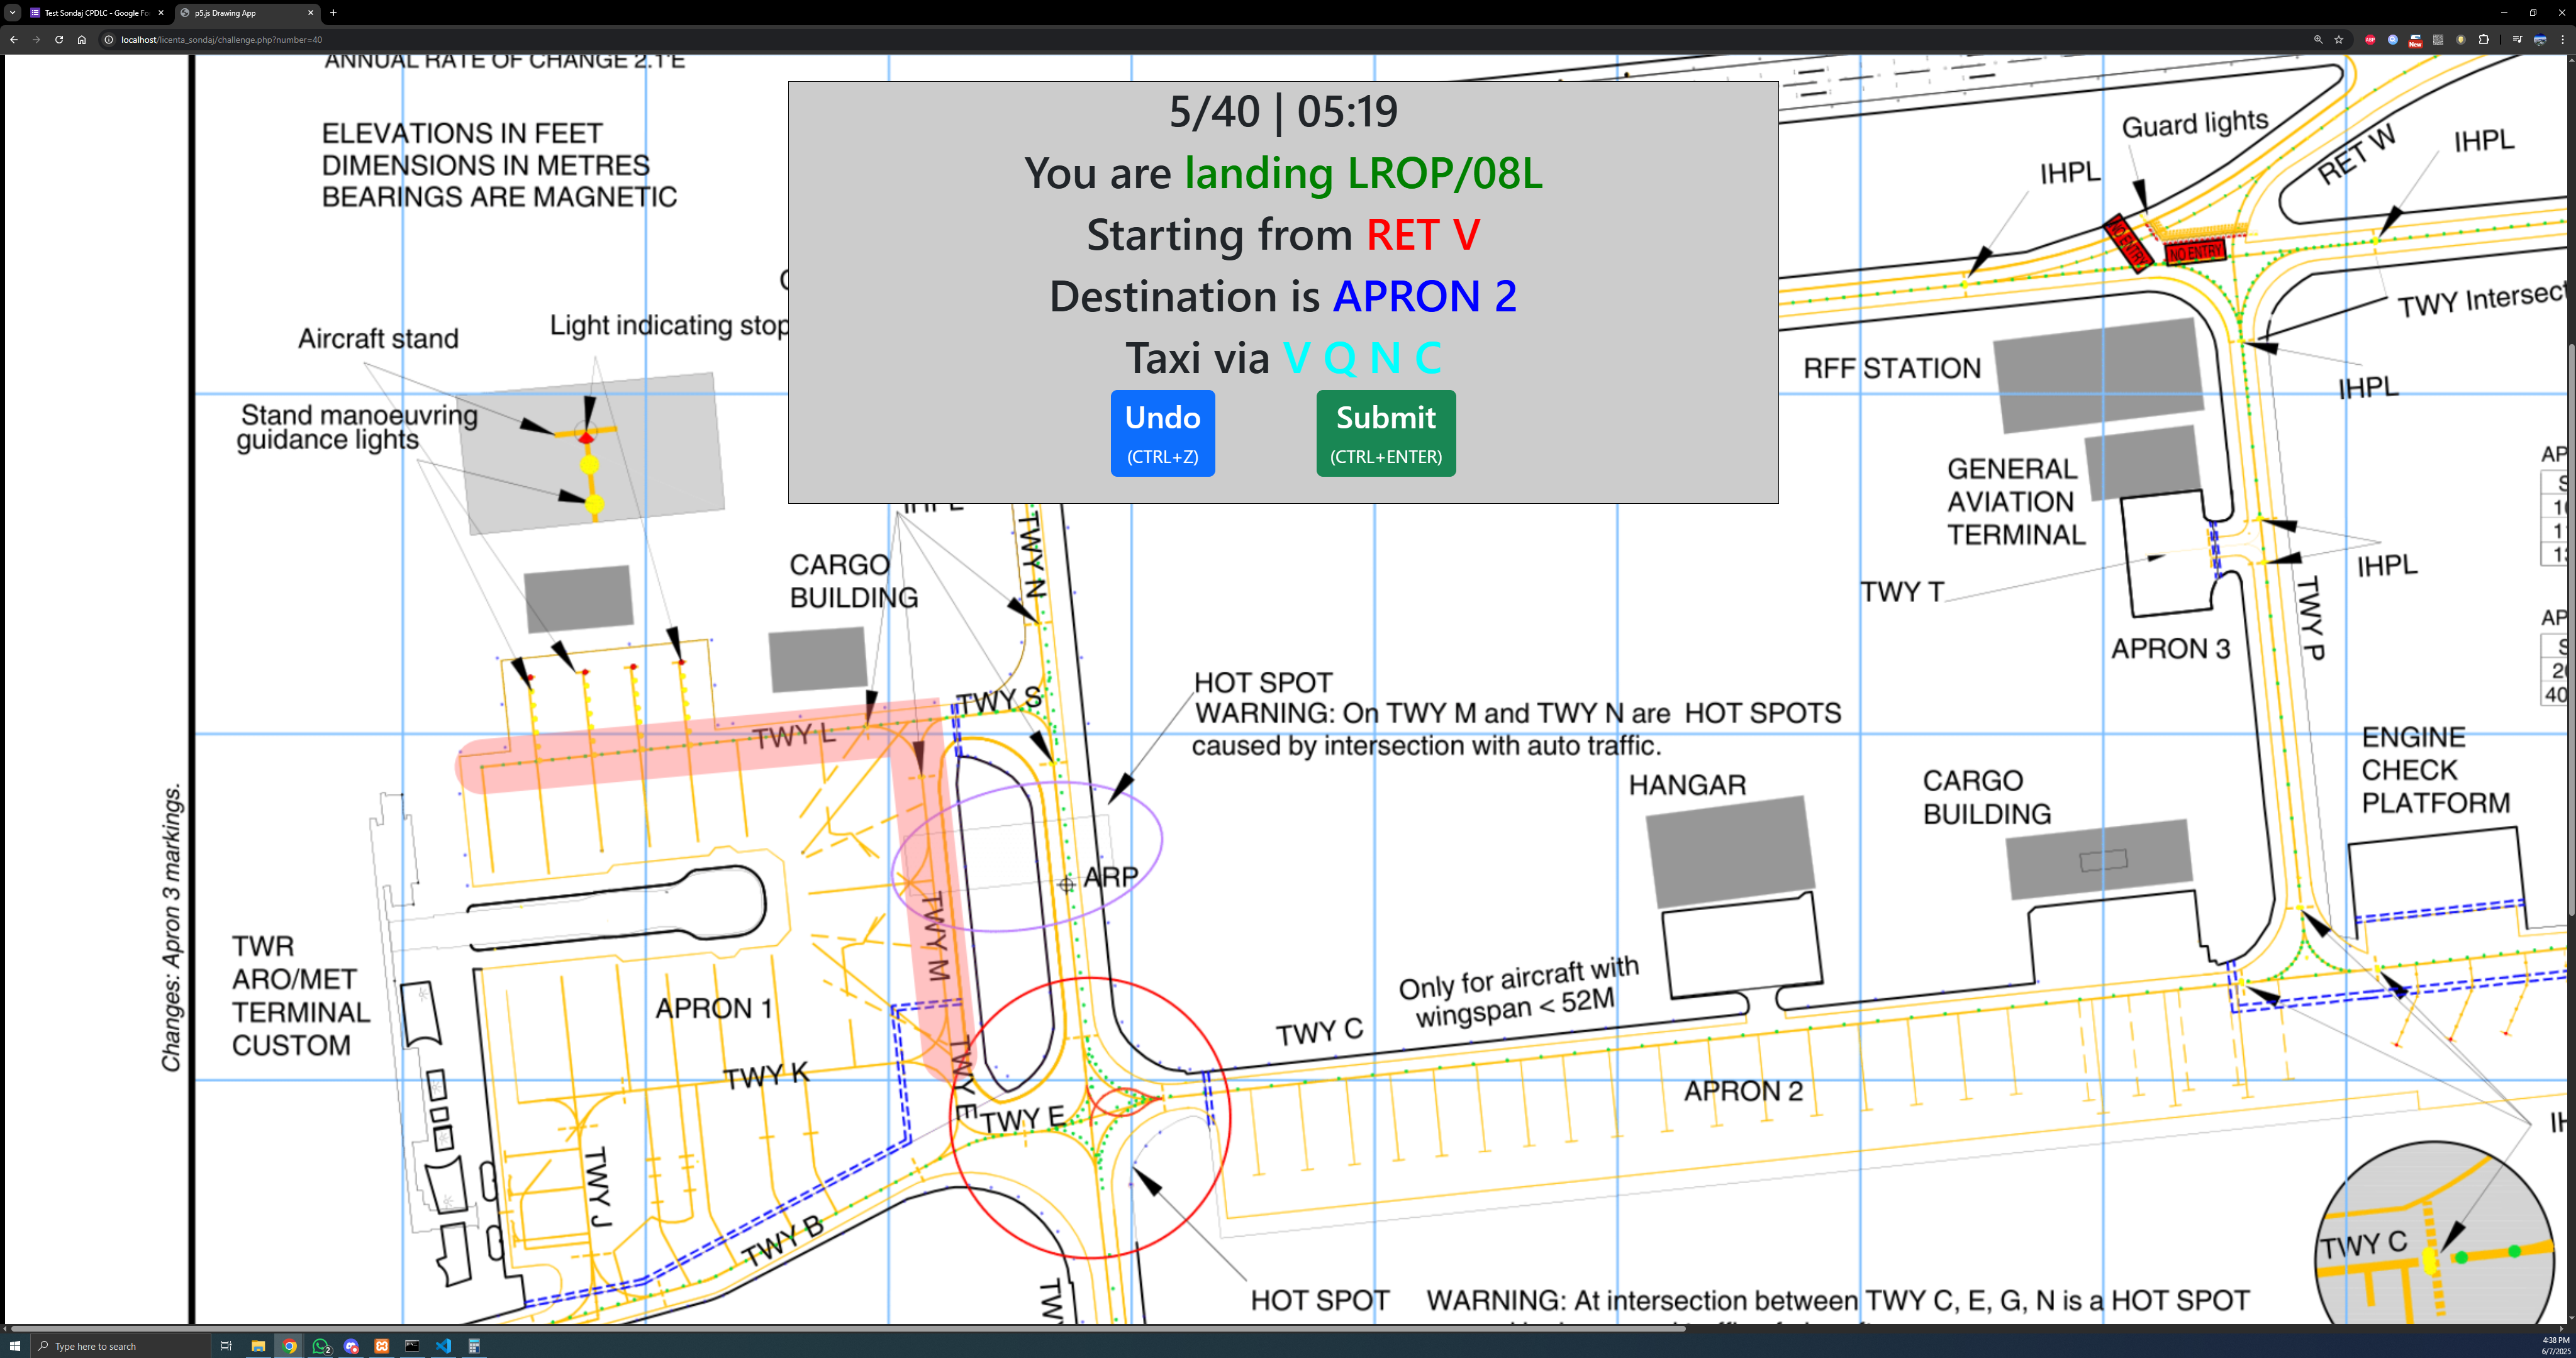 Test Sondaj CPDLC - Google Fo
p5.js Drawing App
localhost/licenta_sondaj/challenge.php?number=40
New
ANNUAL RATE OF CHANGE 2.1'E
ELEVATIONS IN FEET
DIMENSIONS IN METRES
BEARINGS ARE MAGNETIC
5/40 | 05:19
You are landing LROP/08L
Starting from RET V
Destination is APRON 2
Taxi via V Q N C
Undo
(CTRL+Z)
Submit
(CTRL+ENTER)
Guard lights
IHPL
RET W
IHPL
NO ENTRY
NO ENTRY
TWY Intersect
IHPL
RFF STATION
Aircraft stand
Light indicating stop
Stand manoeuvring
guidance lights
GENERAL
AVIATION
TERMINAL
IHPL
TWY T
TWY P
APRON 3
IHPL
TWY N
CARGO
BUILDING
TWY S
TWY L
HOT SPOT
WARNING: On TWY M and TWY N are HOT SPOTS
caused by intersection with auto traffic.
HANGAR
CARGO
BUILDING
ENGINE
CHECK
PLATFORM
ARP
TWY M
Changes: Apron 3 markings.
TWR
ARO/MET
TERMINAL
CUSTOM
APRON 1
TWY K
TWY E
TWY E
TWY J
TWY B
Only for aircraft with
wingspan < 52M
TWY C
APRON 2
TWY C
TW
HOT SPOT
WARNING: At intersection between TWY C, E, G, N is a HOT SPOT
Type here to search
2
4:38 PM
6/7/2025